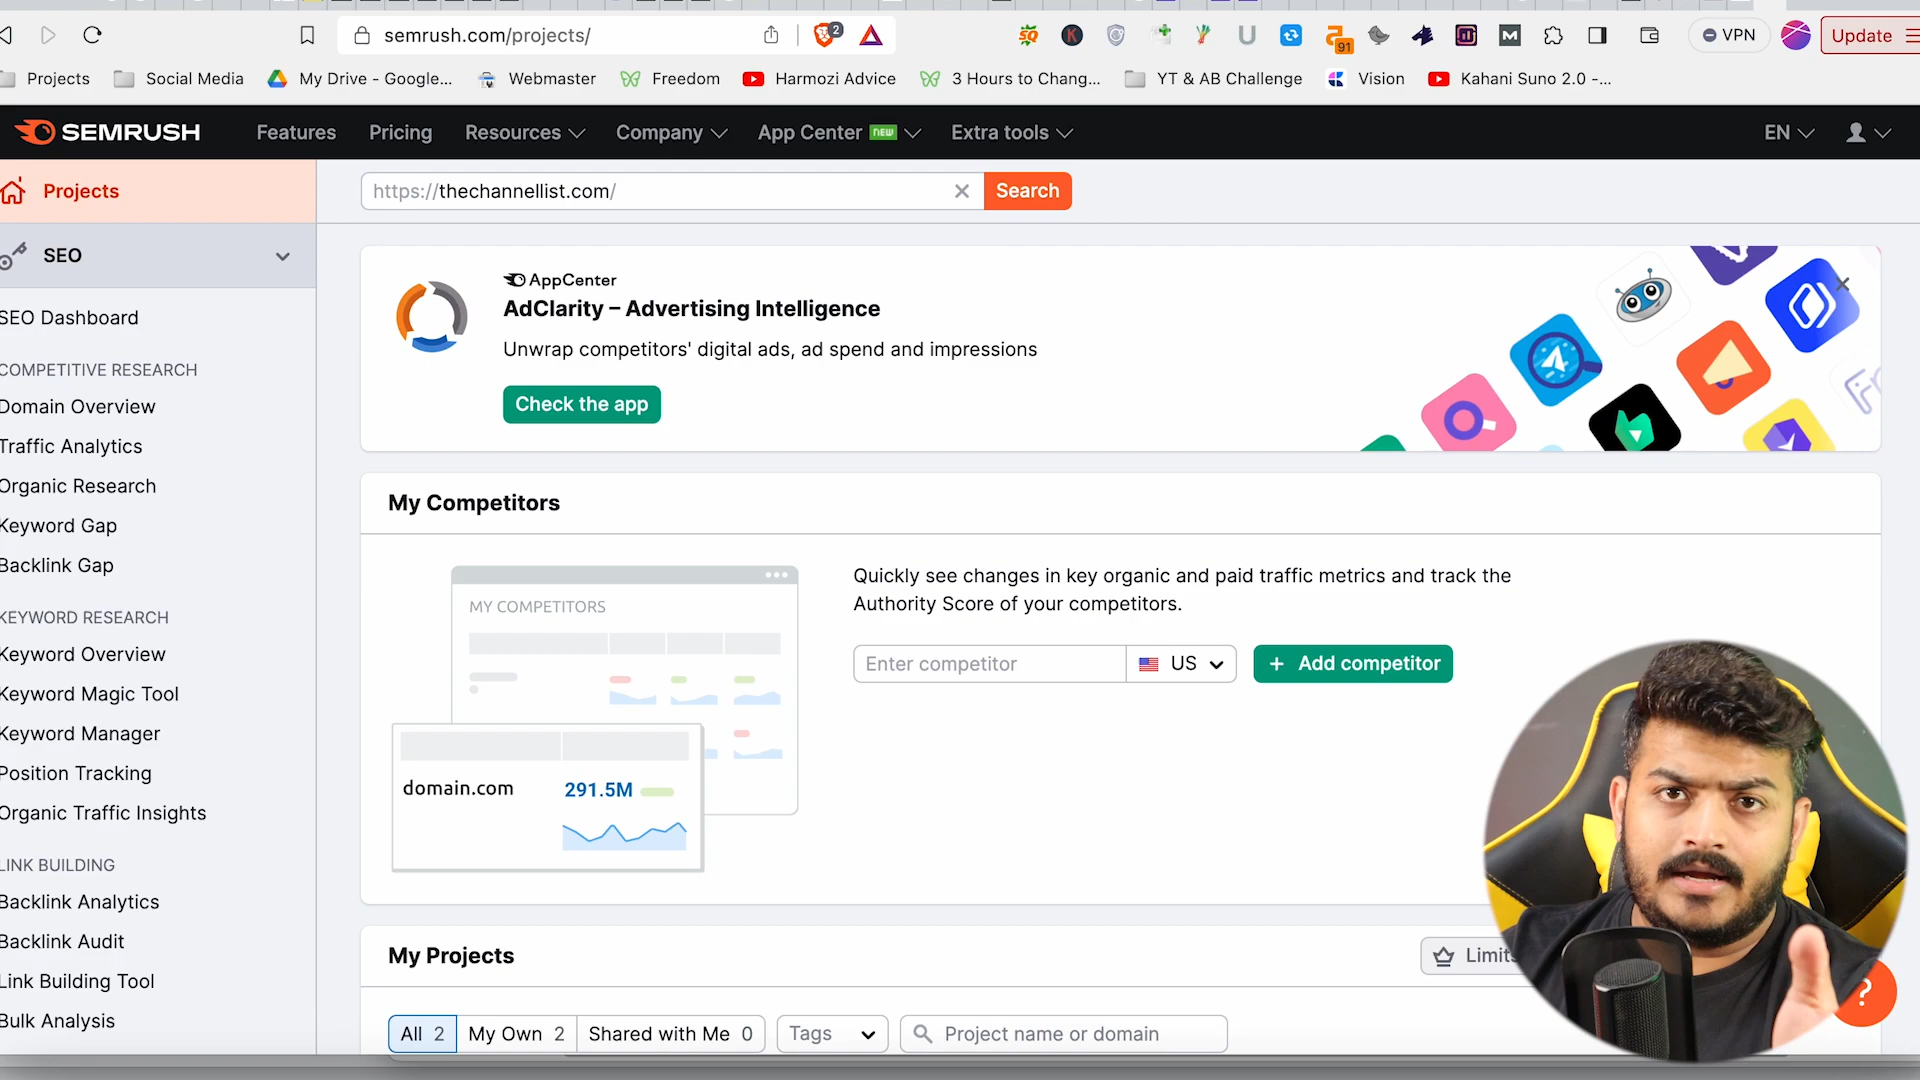 semrush.com/projects/
2
91
VPN
Update
Projects
Social Media
My Drive - Google...
Webmaster
Freedom
Harmozi Advice
3 Hours to Chang...
YT & AB Challenge
Vision
Kahani Suno 2.0 -...
SEMRUSH
Features
Pricing
Resources
Company
App Center NEW
Extra tools
EN
Projects
https://thechannellist.com/
Search
SEO
SEO Dashboard
COMPETITIVE RESEARCH
Domain Overview
Traffic Analytics
Organic Research
Keyword Gap
Backlink Gap
KEYWORD RESEARCH
Keyword Overview
Keyword Magic Tool
Keyword Manager
Position Tracking
Organic Traffic Insights
LINK BUILDING
Backlink Analytics
Backlink Audit
Link Building Tool
Bulk Analysis
AppCenter
AdClarity – Advertising Intelligence
Unwrap competitors' digital ads, ad spend and impressions
Check the app
My Competitors
MY COMPETITORS
domain.com
291.5M
Quickly see changes in key organic and paid traffic metrics and track the
Authority Score of your competitors.
Enter competitor
US
+ Add competitor
My Projects
Limits
All 2
My Own 2
Shared with Me 0
Tags
Project name or domain
?